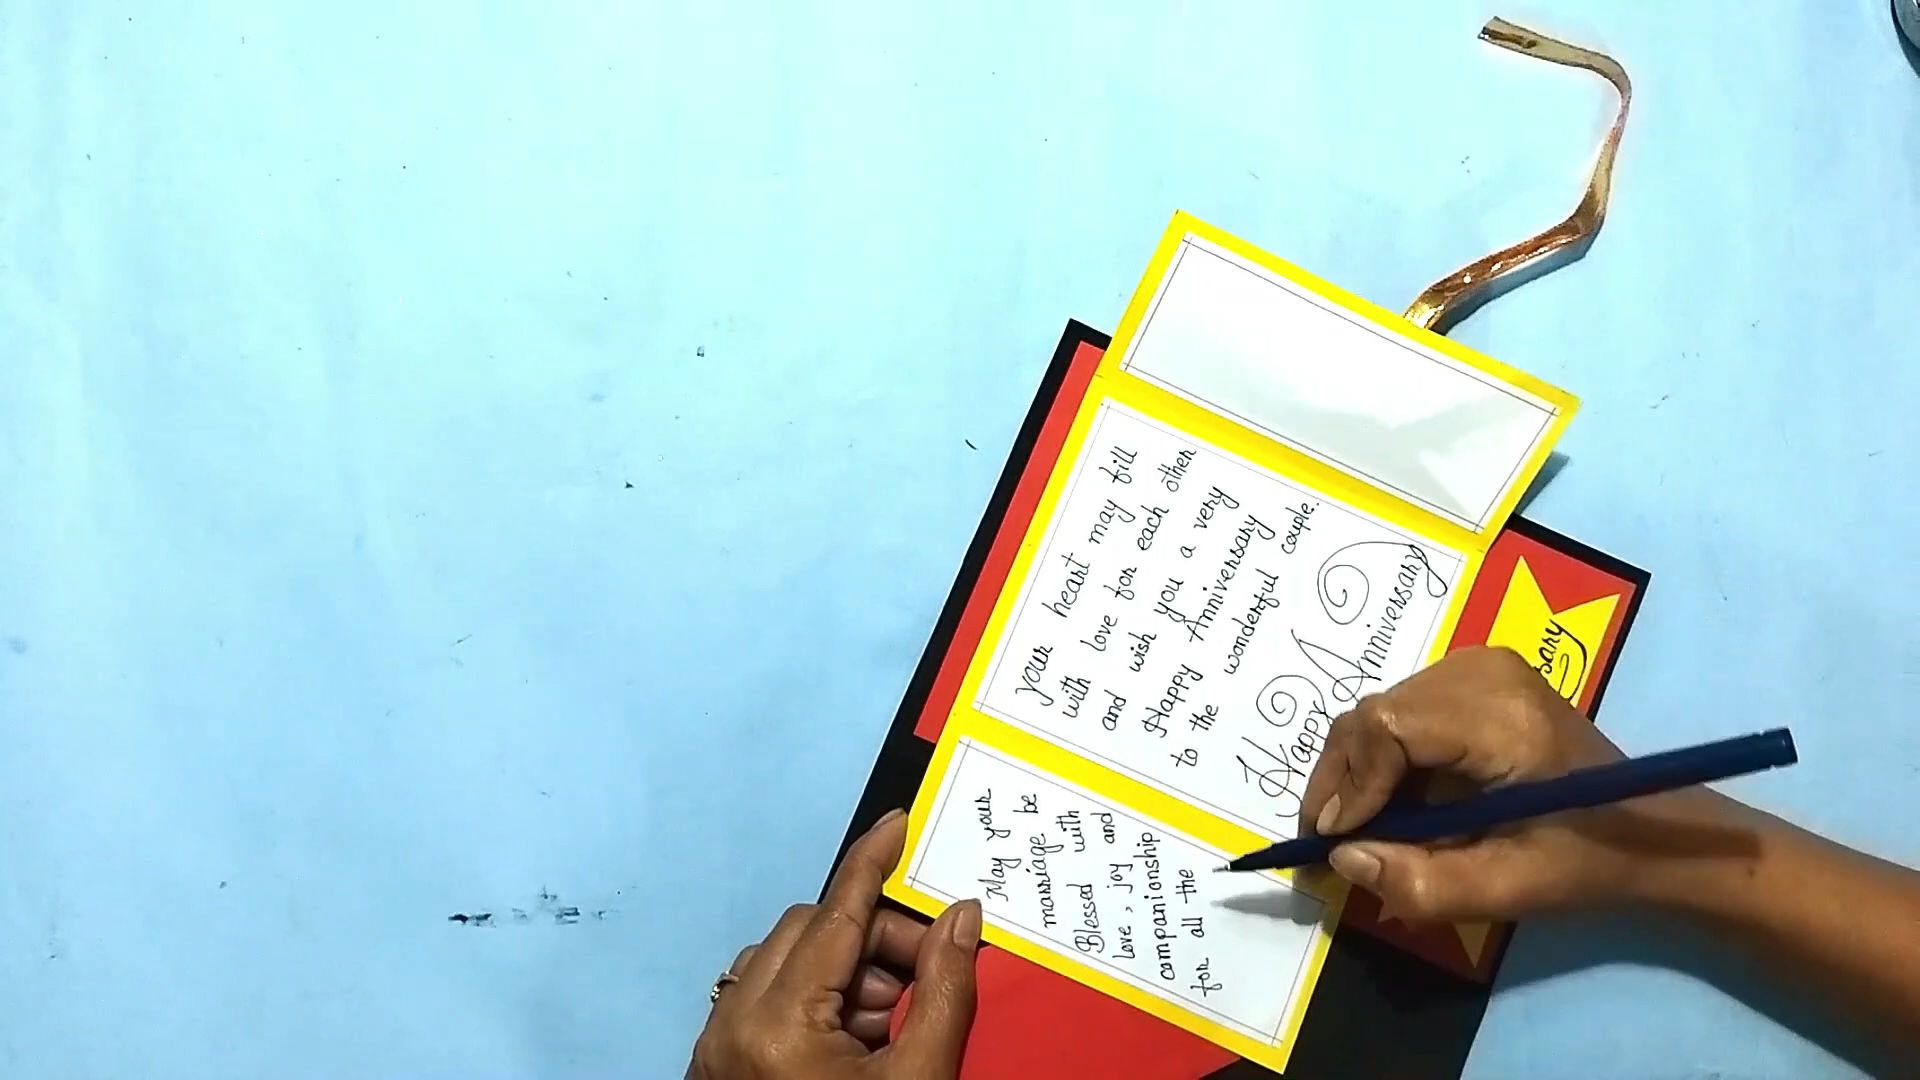 May your
marriage be
Blessed with
love, joy and
companionship
for all the
your heart may fill
with love for each other
and wish you a very
Happy Anniversary
to the wonderful couple.
Happy Anniversary
sary